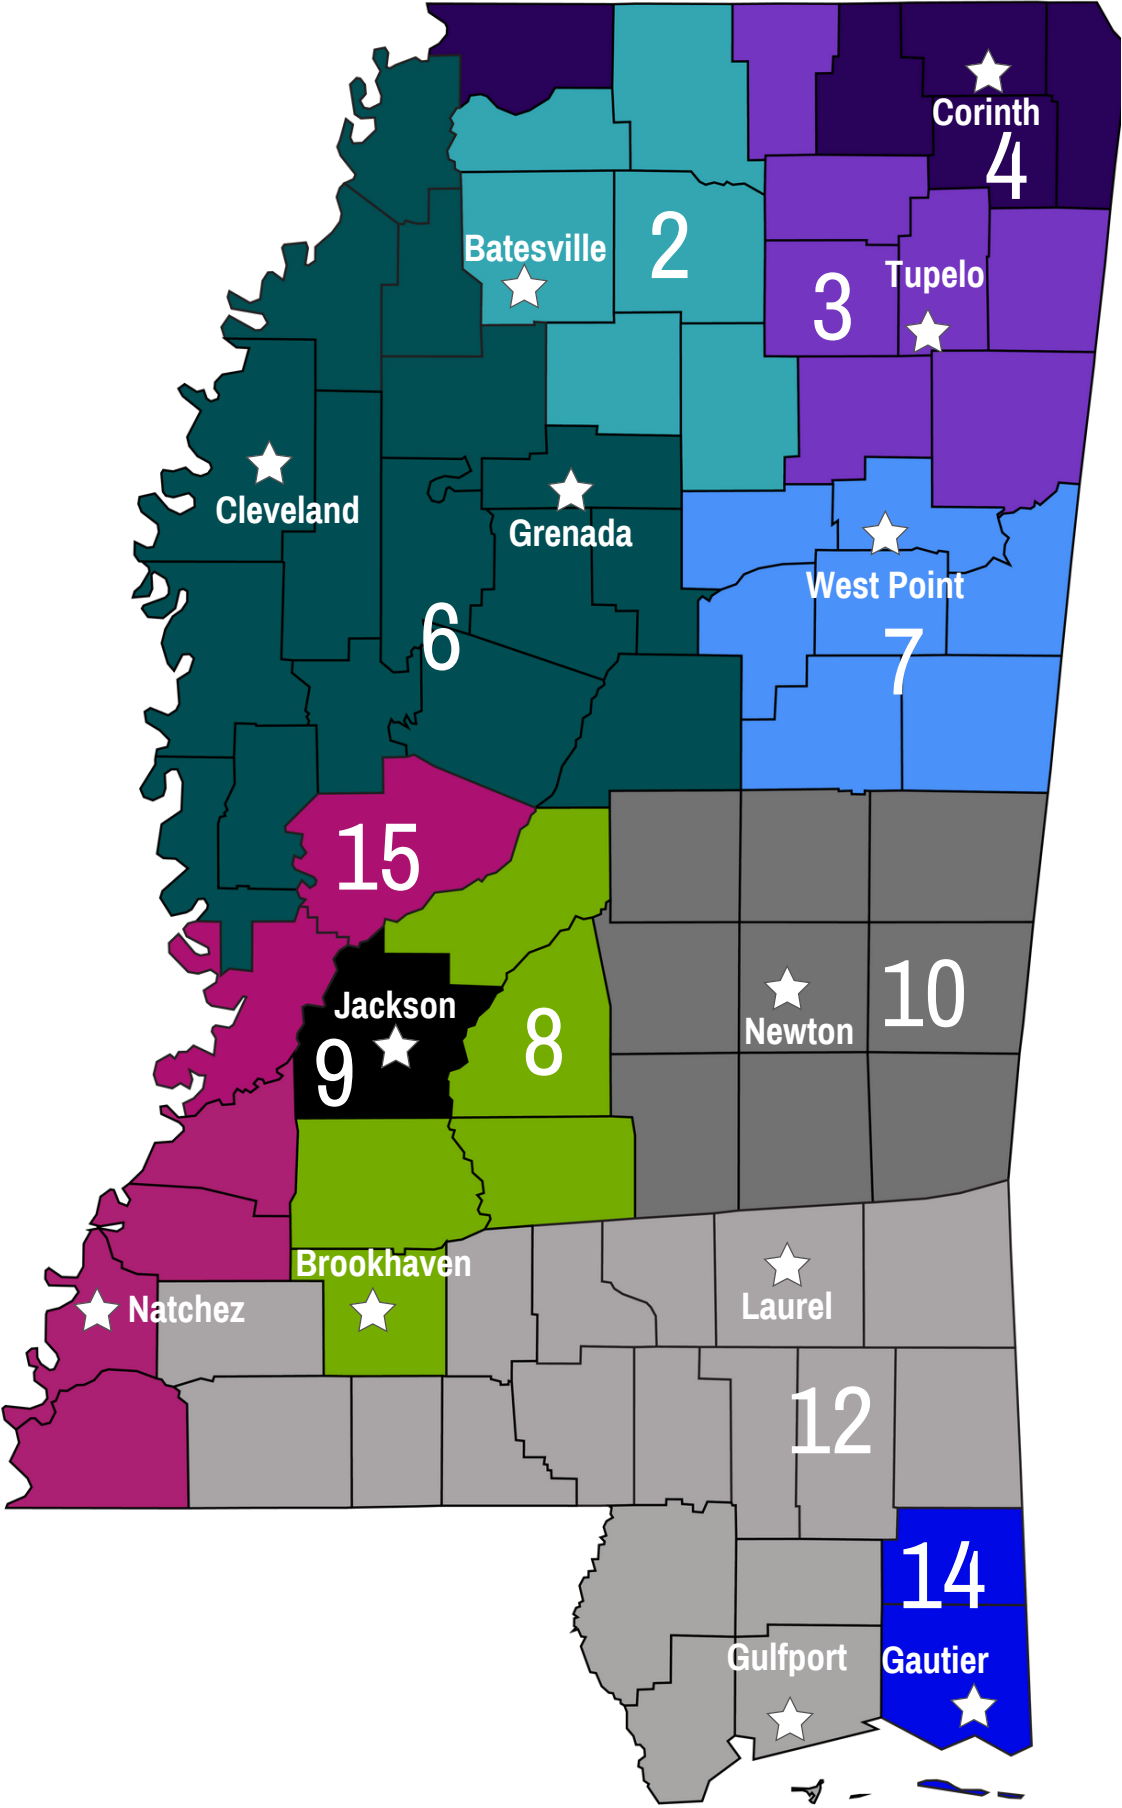 Corinth
4
Batesville
2
Tupelo
3
Cleveland
Grenada
West Point
6
7
15
Jackson
9
8
Newton
10
Brookhaven
Natchez
Laurel
12
14
Gulfport
Gautier